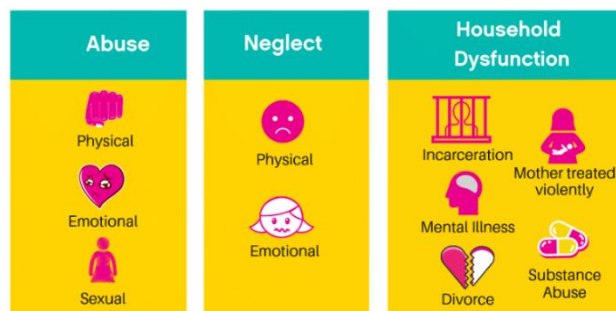 Abuse
Physical
Emotional
Sexual
Neglect
Physical
Emotional
Household
Dysfunction
Incarceration
Mother treated
violently
Mental Illness
Substance
Abuse
Divorce